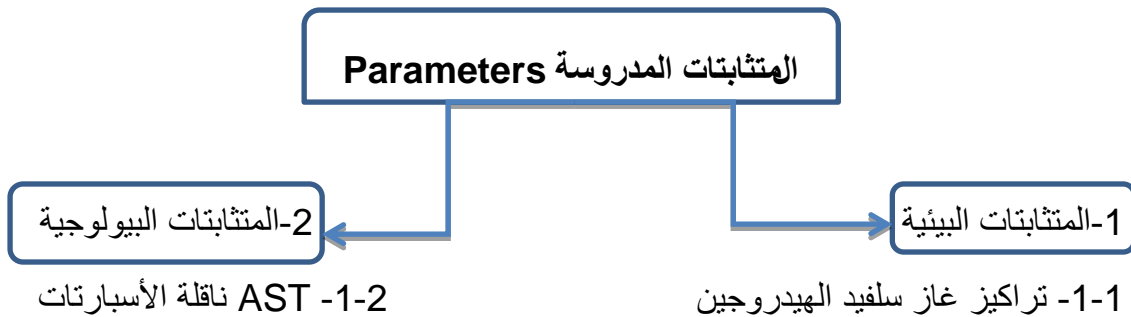 المتثابتات المدروسة Parameters
1-المتثابتات البيئية
2-المتثابتات البيولوجية
1-1- تراكيز غاز سلفيد الهيدروجين
2-1- AST ناقلة الأسبارتات